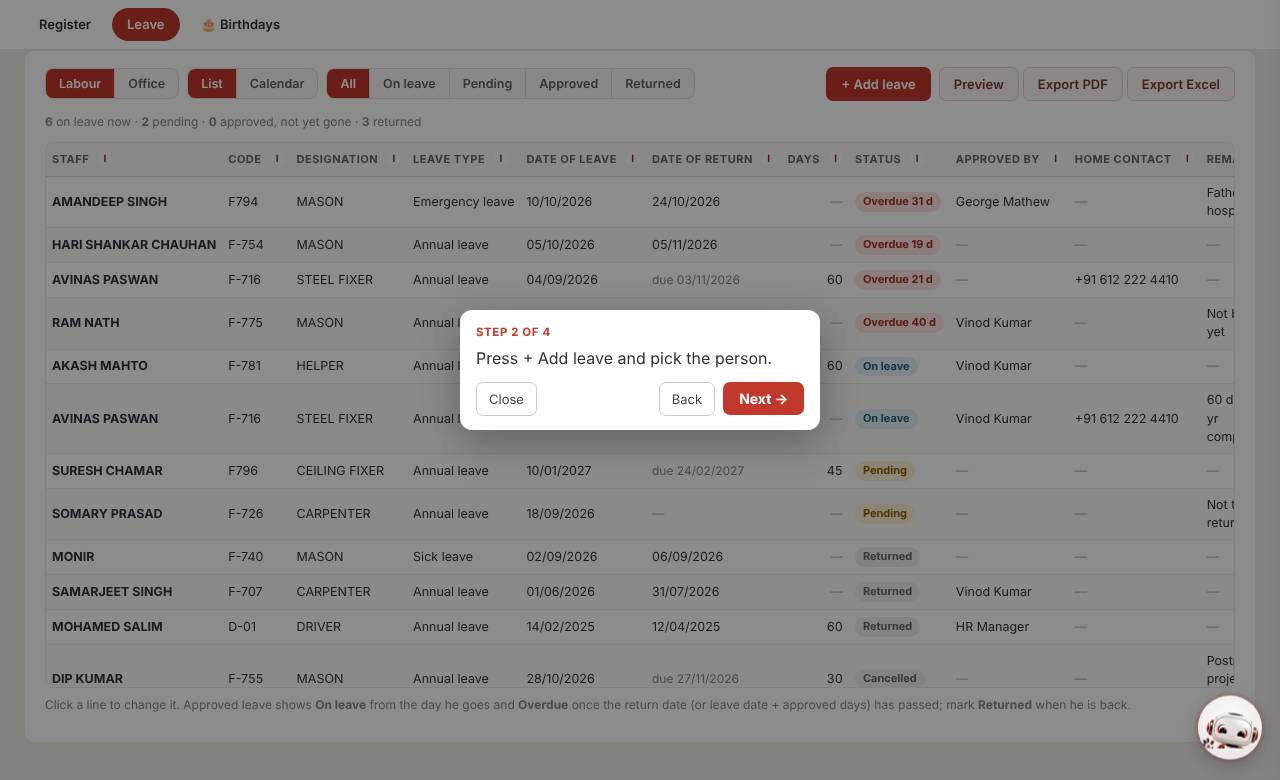 Register Leave 🎂 Birthdays
Labour Office List Calendar All On leave Pending Approved Returned + Add leave Preview Export PDF Export Excel
6 on leave now · 2 pending · 0 approved, not yet gone · 3 returned
STAFF CODE DESIGNATION LEAVE TYPE DATE OF LEAVE DATE OF RETURN DAYS STATUS APPROVED BY HOME CONTACT
AMANDEEP SINGH F794 MASON Emergency leave 10/10/2026 24/10/2026 — Overdue 31 d George Mathew —
HARI SHANKAR CHAUHAN F-754 MASON Annual leave 05/10/2026 05/11/2026 — Overdue 19 d — — —
AVINAS PASWAN F-716 STEEL FIXER Annual leave 04/09/2026 due 03/11/2026 60 Overdue 21 d — +91 612 222 4410 —
RAM NATH F-775 MASON — Overdue 40 d Vinod Kumar — Not
yet
AKASH MAHTO F-781 HELPER 60 On leave Vinod Kumar — —
AVINAS PASWAN F-716 STEEL FIXER — On leave Vinod Kumar +91 612 222 4410 60 d
yr
SURESH CHAMAR F796 CEILING FIXER Annual leave 10/01/2027 due 24/02/2027 45 Pending — — —
SOMARY PRASAD F-726 CARPENTER Annual leave 18/09/2026 — — Pending — — Not
MONIR F-740 MASON Sick leave 02/09/2026 06/09/2026 — Returned — — —
SAMARJEET SINGH F-707 CARPENTER Annual leave 01/06/2026 31/07/2026 — Returned Vinod Kumar — —
MOHAMED SALIM D-01 DRIVER Annual leave 14/02/2025 12/04/2025 60 Returned HR Manager — —
DIP KUMAR F-755 MASON Annual leave 28/10/2026 due 27/11/2026 30 Cancelled — —
Click a line to change it. Approved leave shows On leave from the day he goes and Overdue once the return date (or leave date + approved days) has passed; mark Returned when he is back.
STEP 2 OF 4
Press + Add leave and pick the person.
Close Back Next →